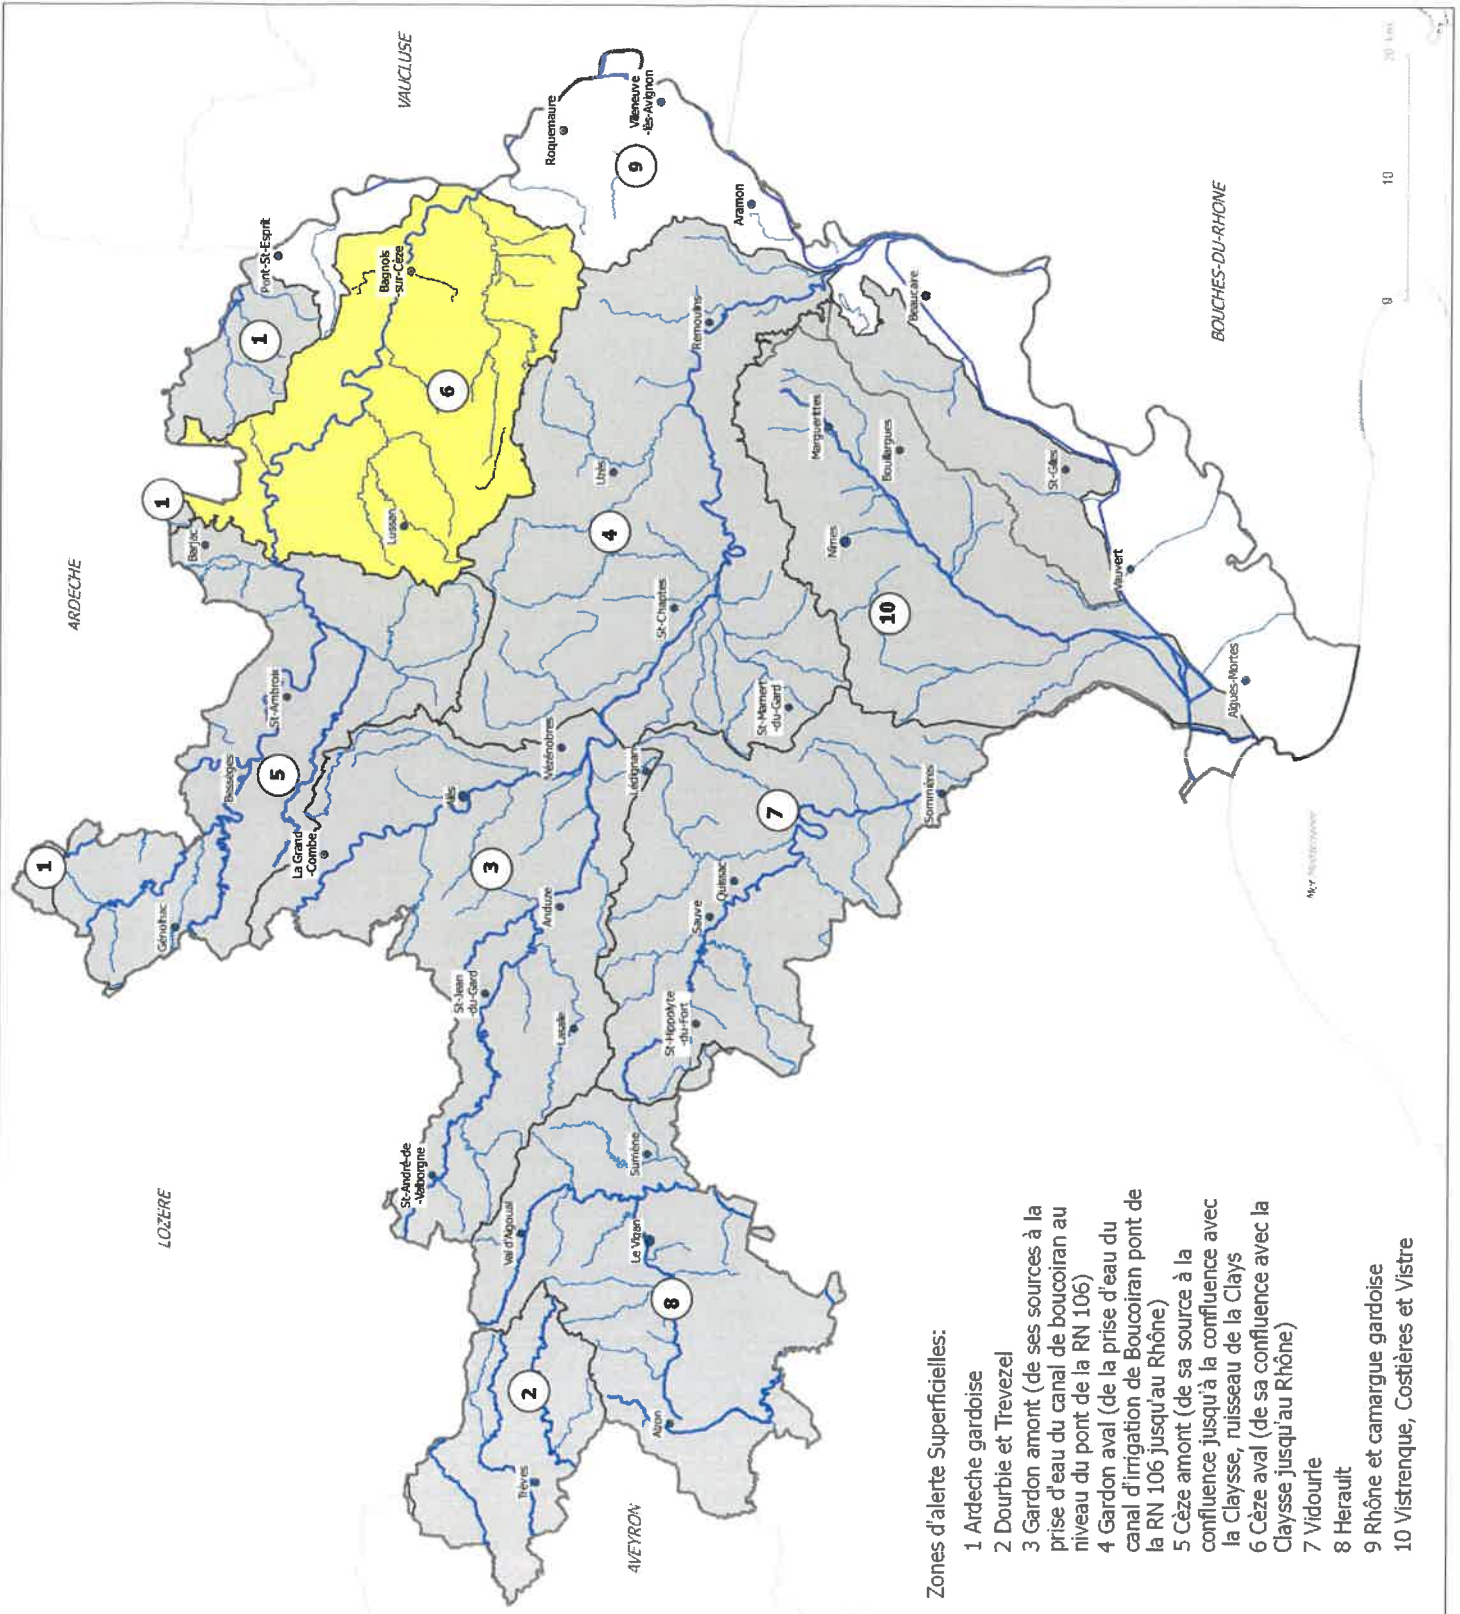 LOZERE
ARDECHE
VAUCLUSE
AVEYRON
BOUCHES-DU-RHONE
Mer Méditerranée
1
Génolhac
Bessèges
5
St-Ambroix
La Grand
-Combe
1
Barjac
1
Pont-St-Esprit
Bagnols
-sur-Cèze
6
Lussan
Roquemaure
Villeneuve
-lès-Avignon
9
Aramon
St-André-de
-Valborgne
St-Jean
-du-Gard
Lasalle
Anduze
3
Alès
Vézénobres
Lédignan
4
Uzès
St-Chaptes
Remoulins
St-Mamert
-du-Gard
Trèves
2
Val d'Aigoual
Le Vigan
Sumène
8
Alzon
St-Hippolyte
-du-Fort
Sauve
Quissac
7
Sommières
10
Nîmes
Marguerittes
Bouillargues
Beaucaire
St-Gilles
Vauvert
Aigues-Mortes
0
10
20 km
Zones d'alerte Superficielles:
1 Ardeche gardoise
2 Dourbie et Trevezel
3 Gardon amont (de ses sources à la
prise d'eau du canal de boucoiran au
niveau du pont de la RN 106)
4 Gardon aval (de la prise d'eau du
canal d'irrigation de Boucoiran pont de
la RN 106 jusqu'au Rhône)
5 Cèze amont (de sa source à la
confluence jusqu'à la confluence avec
la Claysse, ruisseau de la Clays
6 Cèze aval (de sa confluence avec la
Claysse jusqu'au Rhône)
7 Vidourle
8 Herault
9 Rhône et camargue gardoise
10 Vistrenque, Costières et Vistre